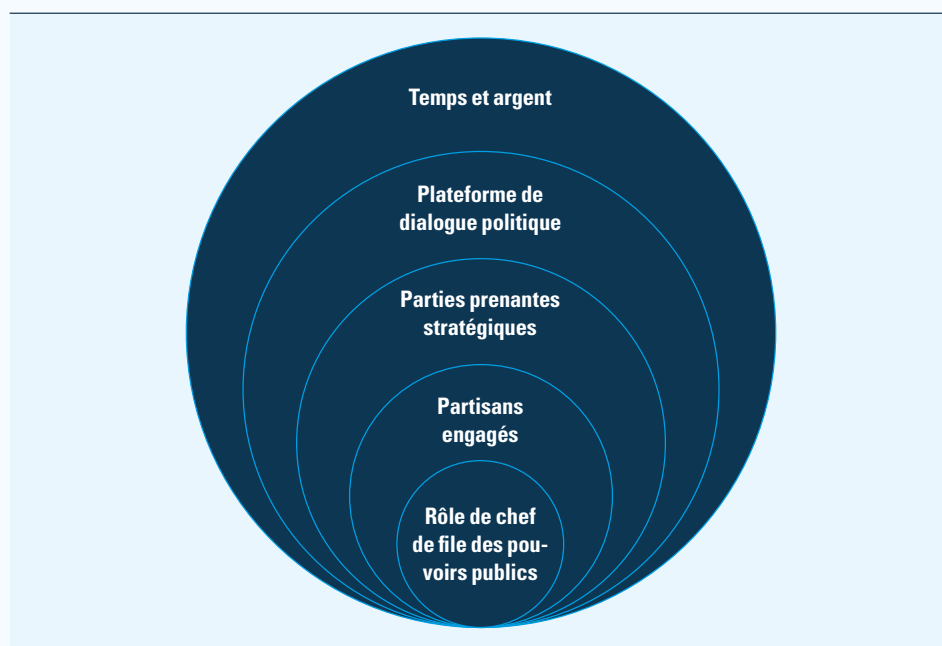 Temps et argent
Plateforme de
dialogue politique
Parties prenantes
stratégiques
Partisans
engagés
Rôle de chef
de file des pou-
voirs publics